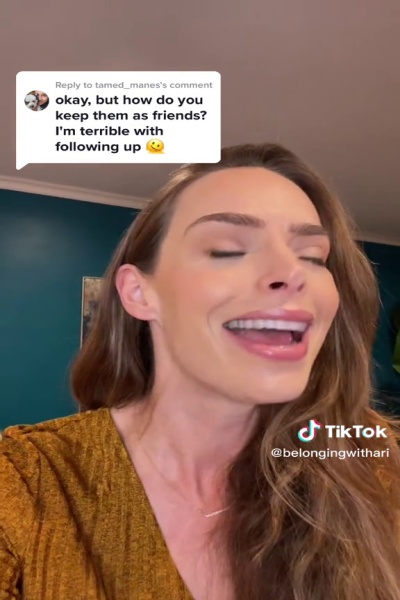 Reply to tamed_manes's comment
okay, but how do you
keep them as friends?
I'm terrible with
following up 🫠
TikTok
@belongingwithari